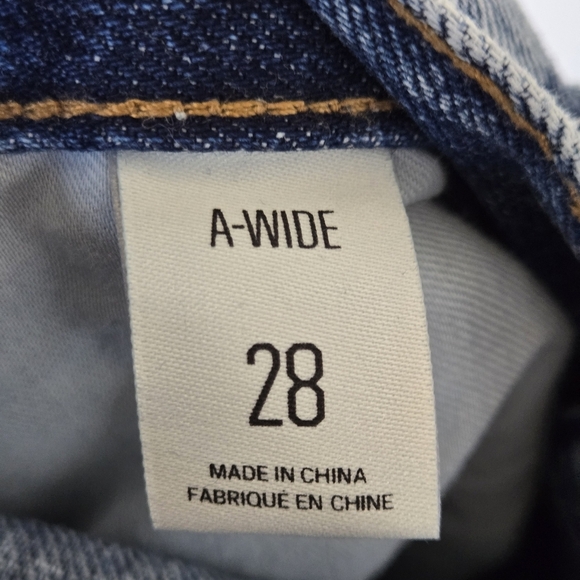 A-WIDE
28
MADE IN CHINA
FABRIQUÉ EN CHINE